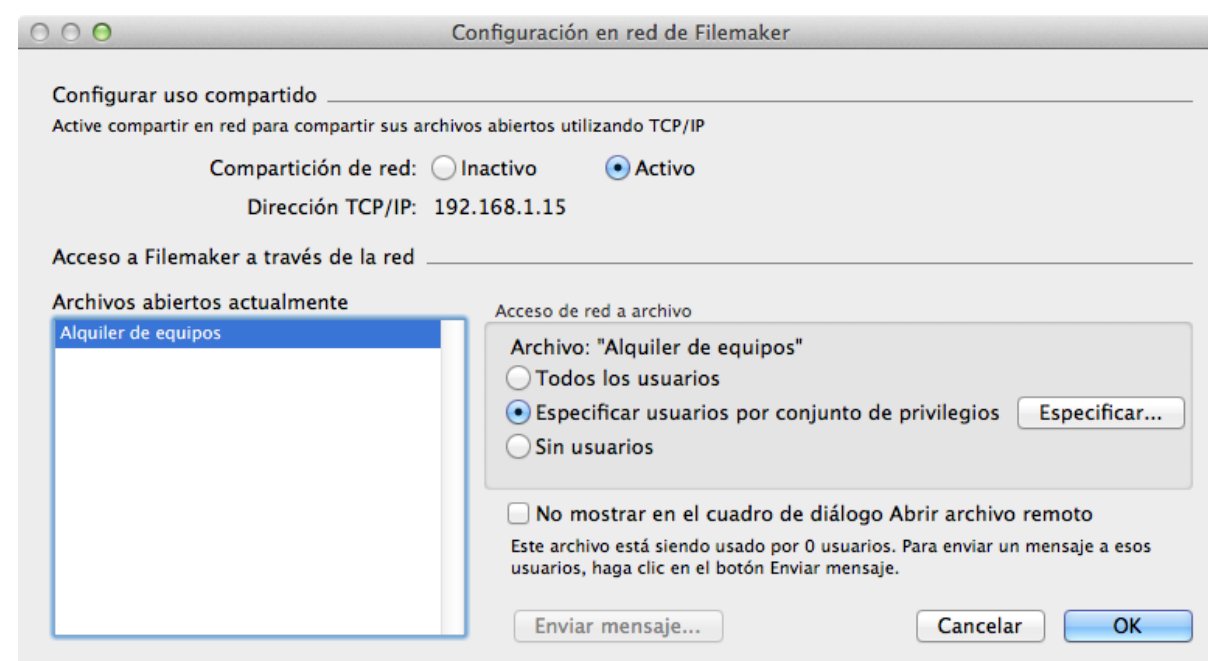 Configuración en red de Filemaker
Configurar uso compartido
Active compartir en red para compartir sus archivos abiertos utilizando TCP/IP
Compartición de red: Inactivo Activo
Dirección TCP/IP: 192.168.1.15
Acceso a Filemaker a través de la red
Archivos abiertos actualmente
Alquiler de equipos
Acceso de red a archivo
Archivo: "Alquiler de equipos"
Todos los usuarios
Especificar usuarios por conjunto de privilegios Especificar...
Sin usuarios
No mostrar en el cuadro de diálogo Abrir archivo remoto
Este archivo está siendo usado por 0 usuarios. Para enviar un mensaje a esos
usuarios, haga clic en el botón Enviar mensaje.
Enviar mensaje... Cancelar OK